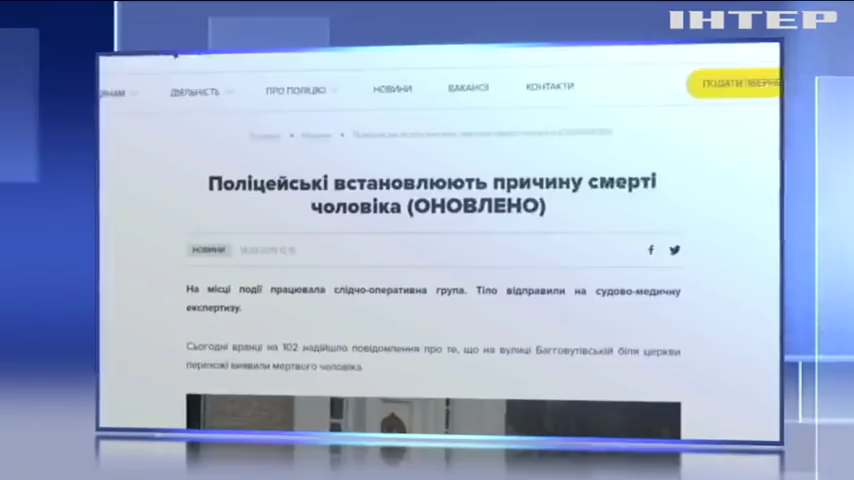 ІНТЕР
ДІЯЛЬНІСТЬ
ПРО ПОЛІЦІЮ
НОВИНИ
ВАКАНСІЇ
КОНТАКТИ
ПОДАТИ
Поліцейські встановлюють причину смерті
чоловіка (ОНОВЛЕНО)
НОВИНИ
На місці події працювала слідчо-оперативна група. Тіло відправили на судово-медичну
експертизу.
Сьогодні вранці на 102 надійшло повідомлення про те, що на вулиці Багговутівській біля церкви
перехожі виявили мертвого чоловіка.